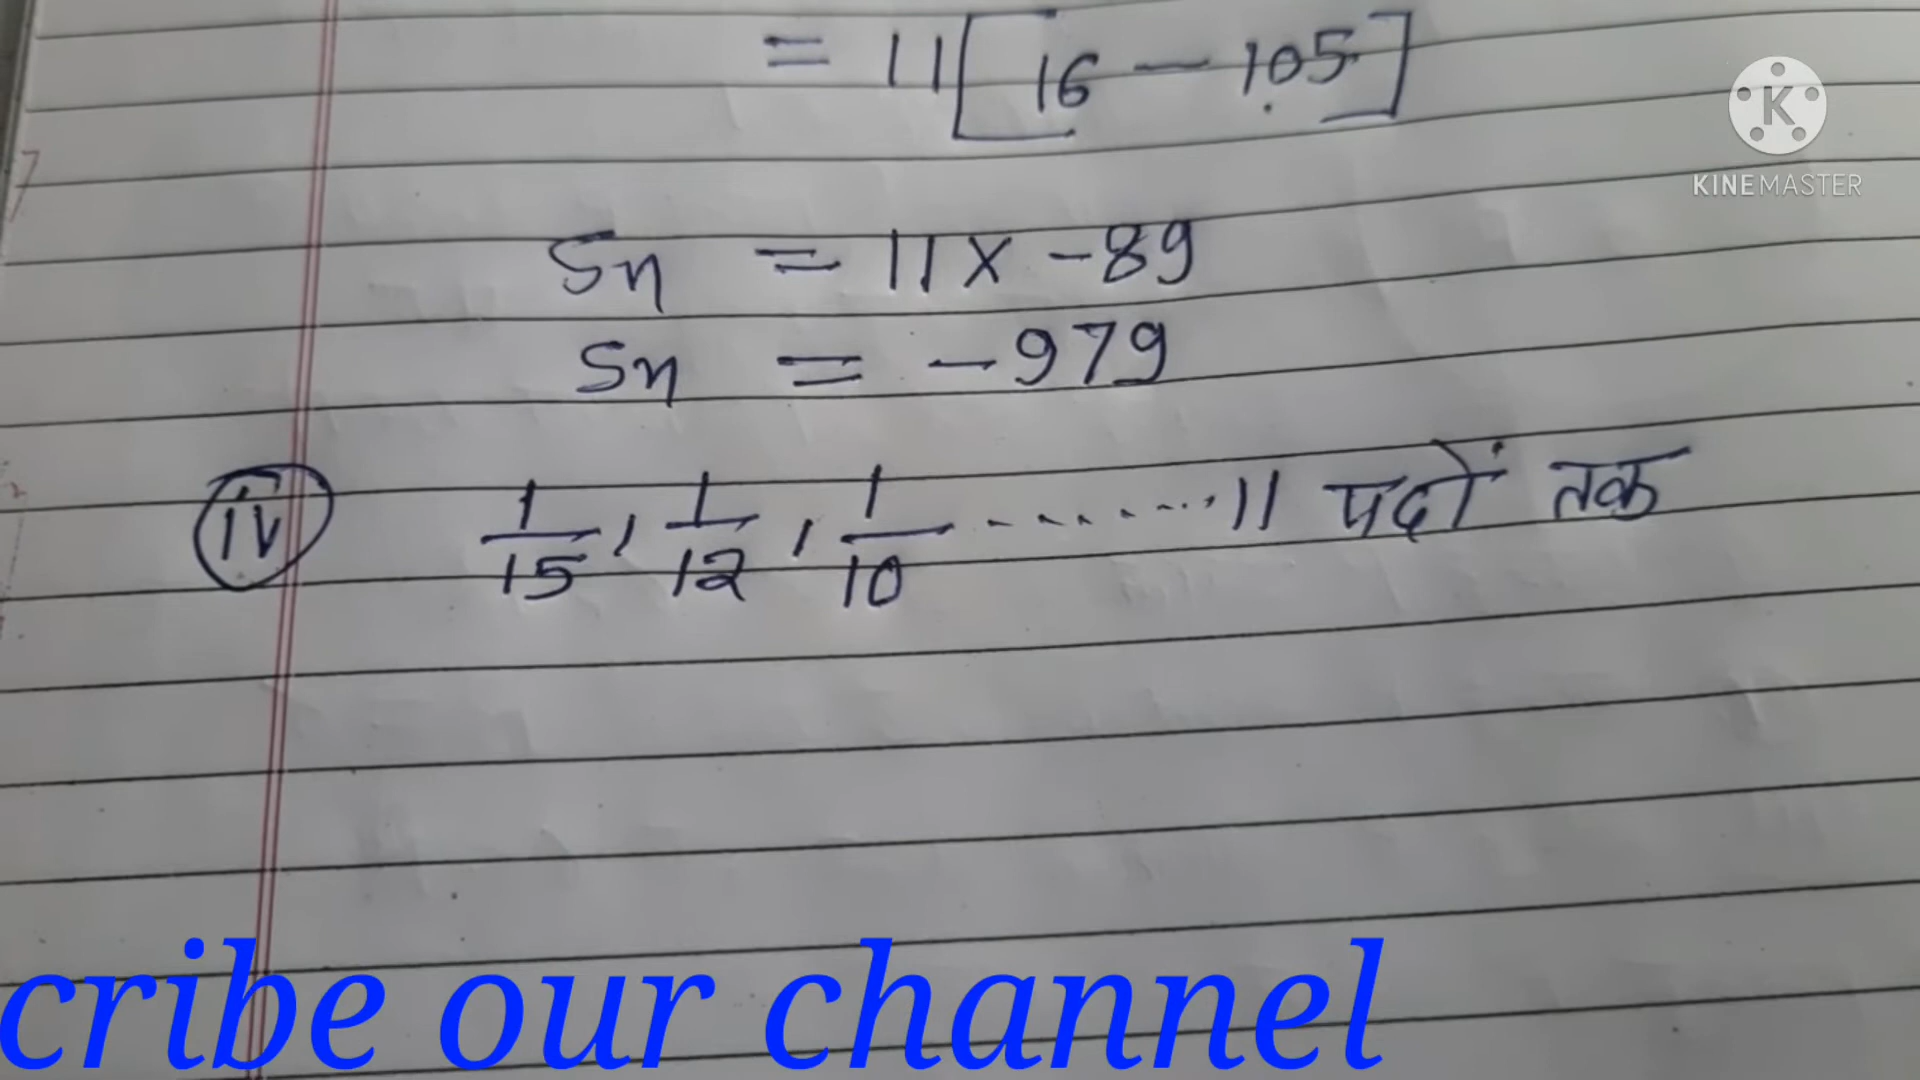 = 11[16 - 105]
KINEMASTER
Sn = 11 x -89
Sn = -979
(iv) 1/15, 1/12, 1/10 ........ 11 पदों तक
cribe our channel